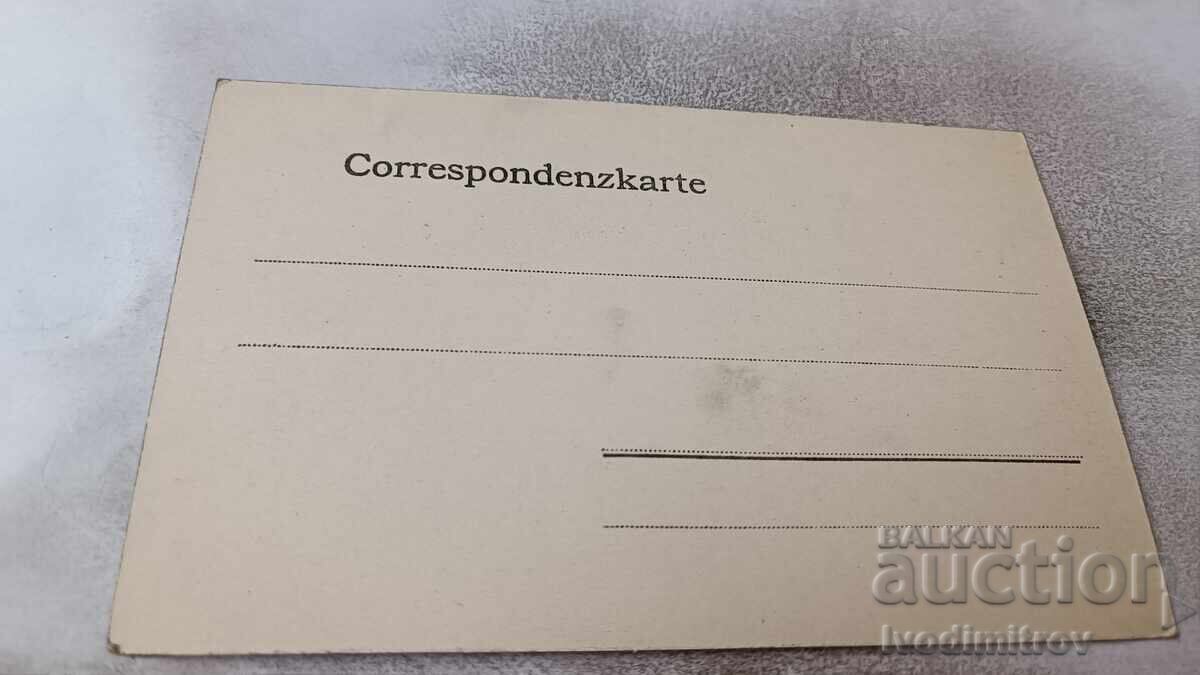 Correspondenzkarte
BALKAN
auction
Ivodimitrov